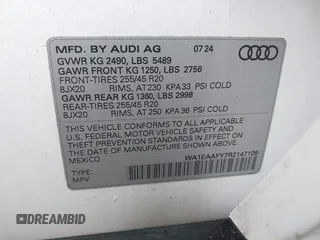 MFD. BY AUDI AG 07 24
GVWR KG 2490, LBS 5489
GAWR FRONT KG 1250, LBS 2756
FRONT-TIRES 255/45 R20
8JX20 RIMS, AT 230 KPA 33 PSI COLD
GAWR REAR KG 1360, LBS 2998
REAR-TIRES 255/45 R20
8JX20 RIMS, AT 250 KPA 36 PSI COLD
THIS VEHICLE CONFORMS TO ALL APPLICABLE
U.S. FEDERAL MOTOR VEHICLE SAFETY AND
THEFT PREVENTION STANDARDS IN EFFECT ON THE
DATE OF MANUFACTURE SHOWN ABOVE.
MEXICO
WA1EAAFY7R2147106
TYPE:
MPV
DREAMBID